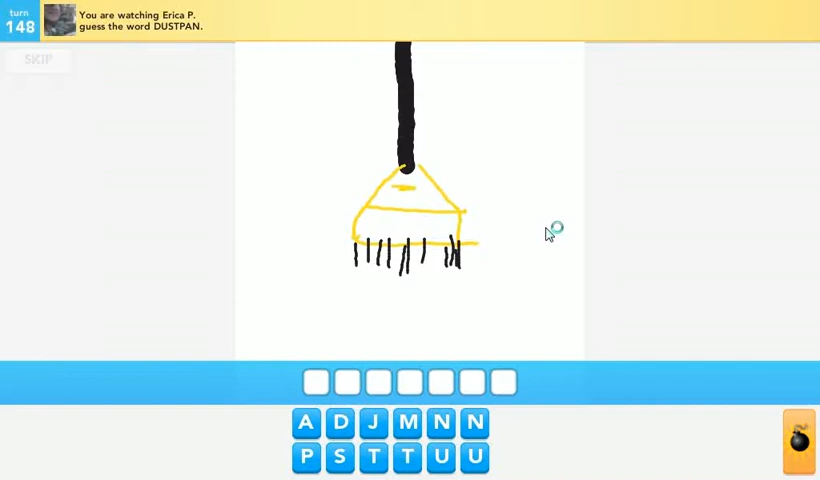 turn
148
You are watching Erica P.
guess the word DUSTPAN.
SKIP
A D J M N N
P S T T U U